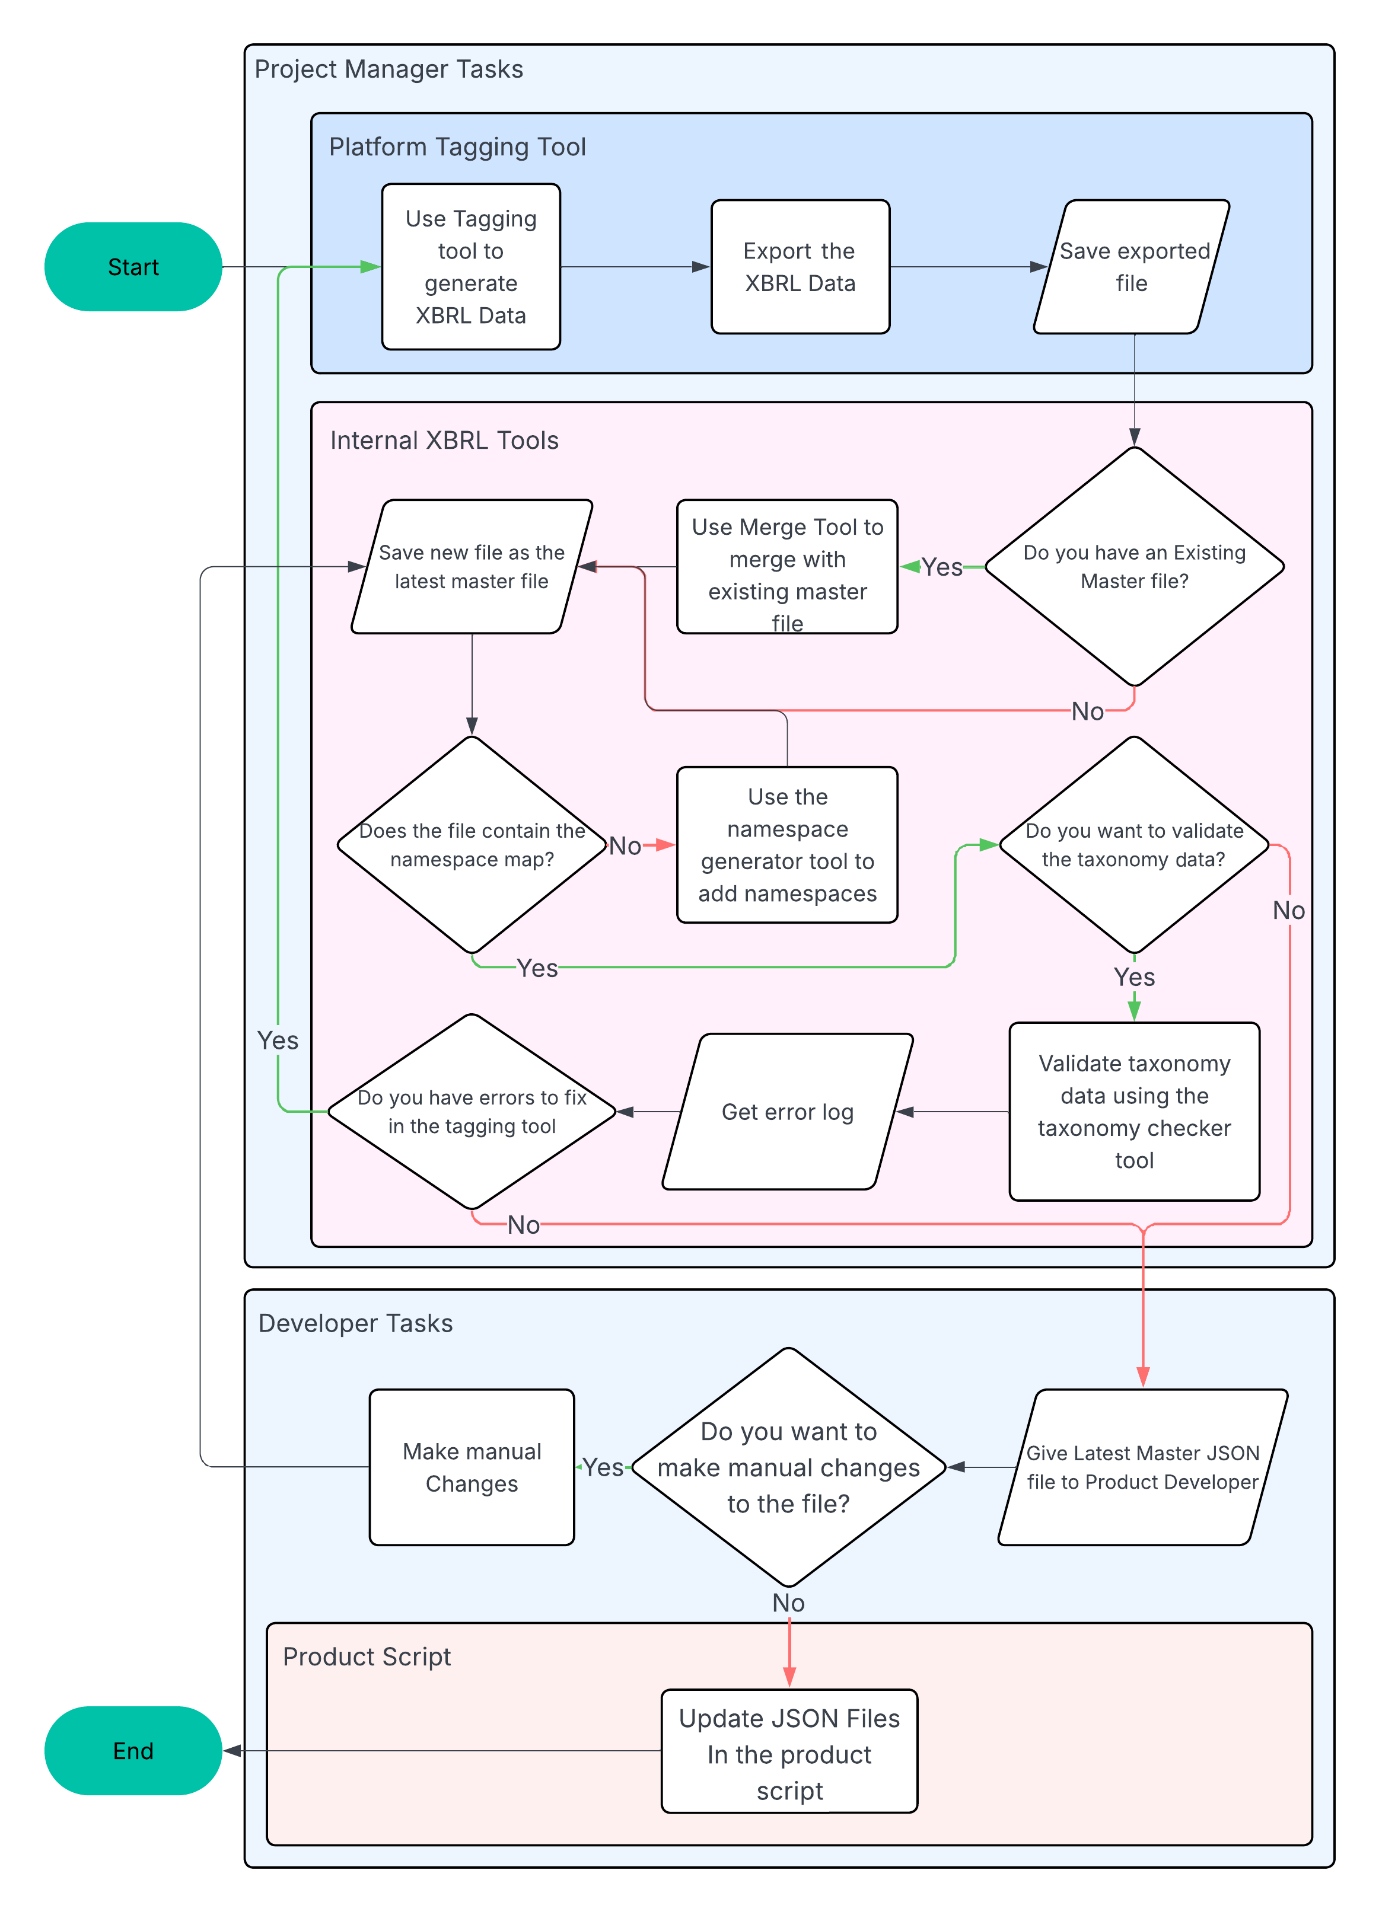 Project Manager Tasks
Platform Tagging Tool
Start
Use Tagging
tool to
generate
XBRL Data
Export the
XBRL Data
Save exported
file
Internal XBRL Tools
Save new file as the
latest master file
Use Merge Tool to
merge with
existing master
file
Yes
Do you have an Existing
Master file?
No
Does the file contain the
namespace map?
No
Use the
namespace
generator tool to
add namespaces
Do you want to validate
the taxonomy data?
No
Yes
Yes
Yes
Do you have errors to fix
in the tagging tool
Get error log
Validate taxonomy
data using the
taxonomy checker
tool
No
Developer Tasks
Make manual
Changes
Yes
Do you want to
make manual changes
to the file?
Give Latest Master JSON
file to Product Developer
No
Product Script
Update JSON Files
In the product
script
End